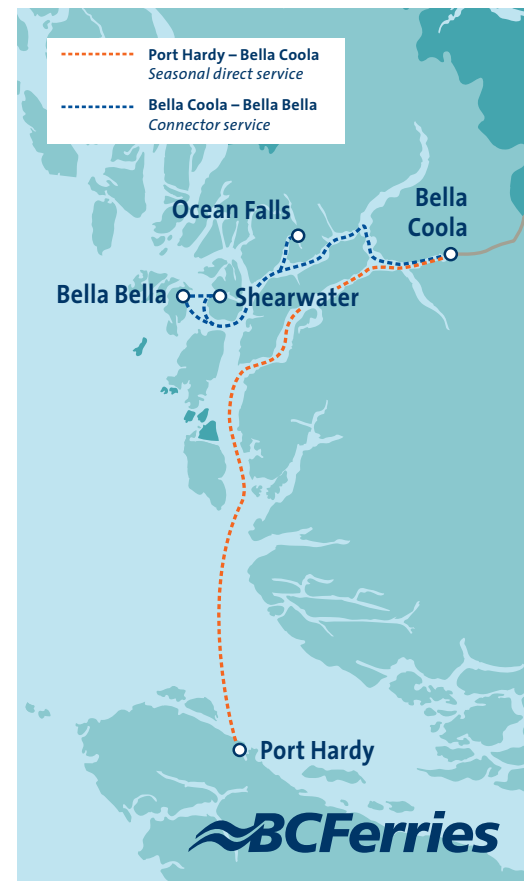 Port Hardy – Bella Coola
Seasonal direct service
Bella Coola – Bella Bella
Connector service
Bella
Coola
Ocean Falls
Bella Bella
Shearwater
Port Hardy
BCFerries